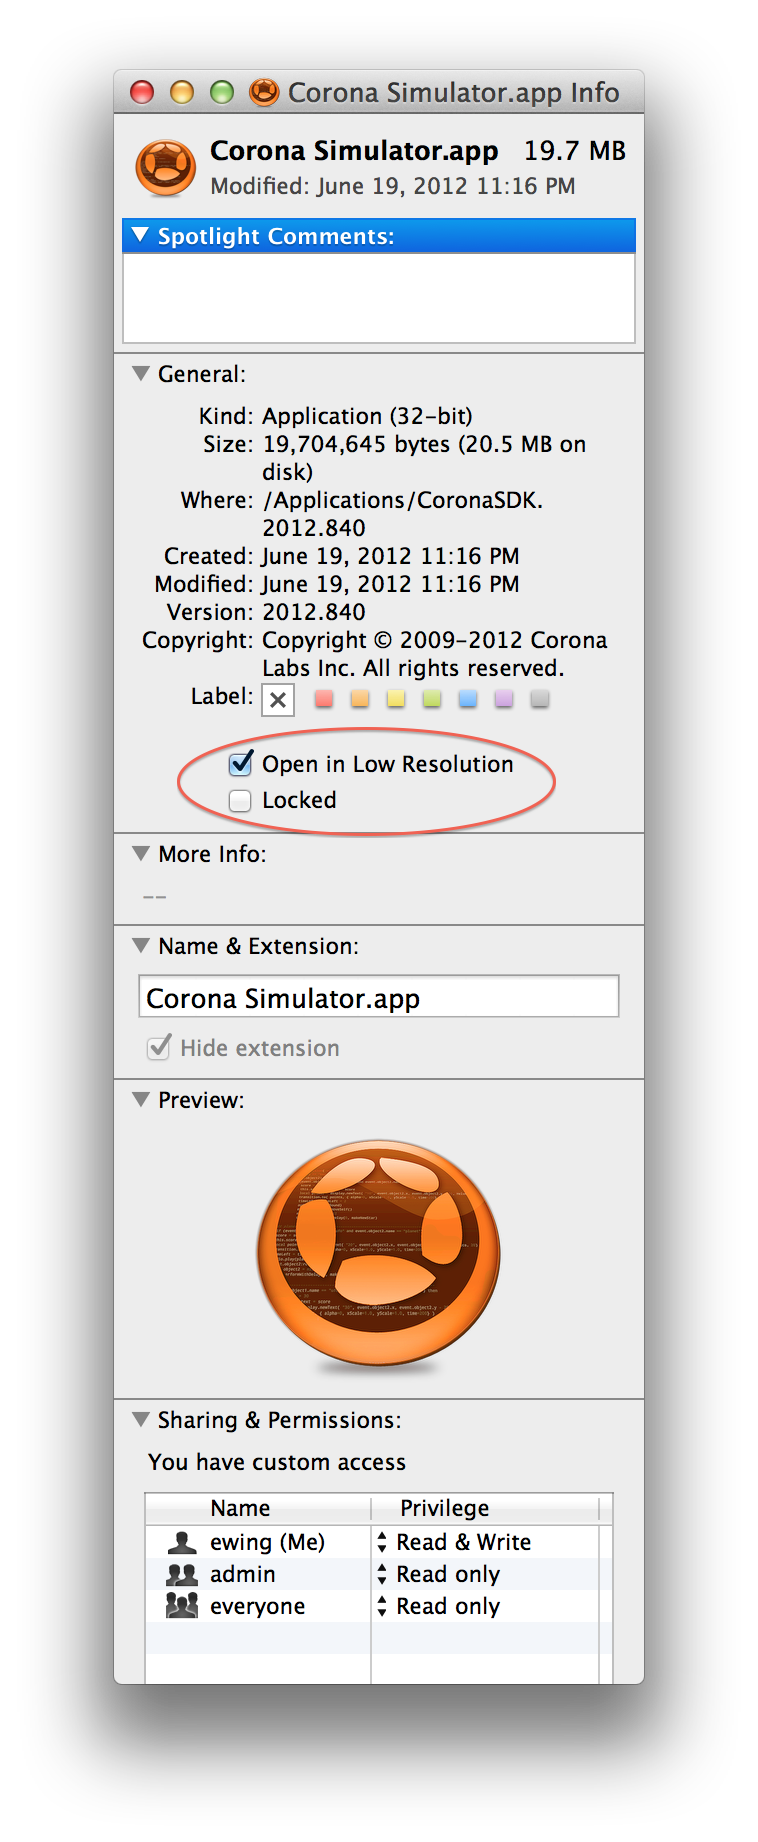 Corona Simulator.app Info
Corona Simulator.app 19.7 MB
Modified: June 19, 2012 11:16 PM
Spotlight Comments:
General:
Kind: Application (32-bit)
Size: 19,704,645 bytes (20.5 MB on
disk)
Where: /Applications/CoronaSDK.
2012.840
Created: June 19, 2012 11:16 PM
Modified: June 19, 2012 11:16 PM
Version: 2012.840
Copyright: Copyright © 2009-2012 Corona
Labs Inc. All rights reserved.
Label:
Open in Low Resolution
Locked
More Info:
--
Name & Extension:
Corona Simulator.app
Hide extension
Preview:
Sharing & Permissions:
You have custom access
Name Privilege
ewing (Me) Read & Write
admin Read only
everyone Read only